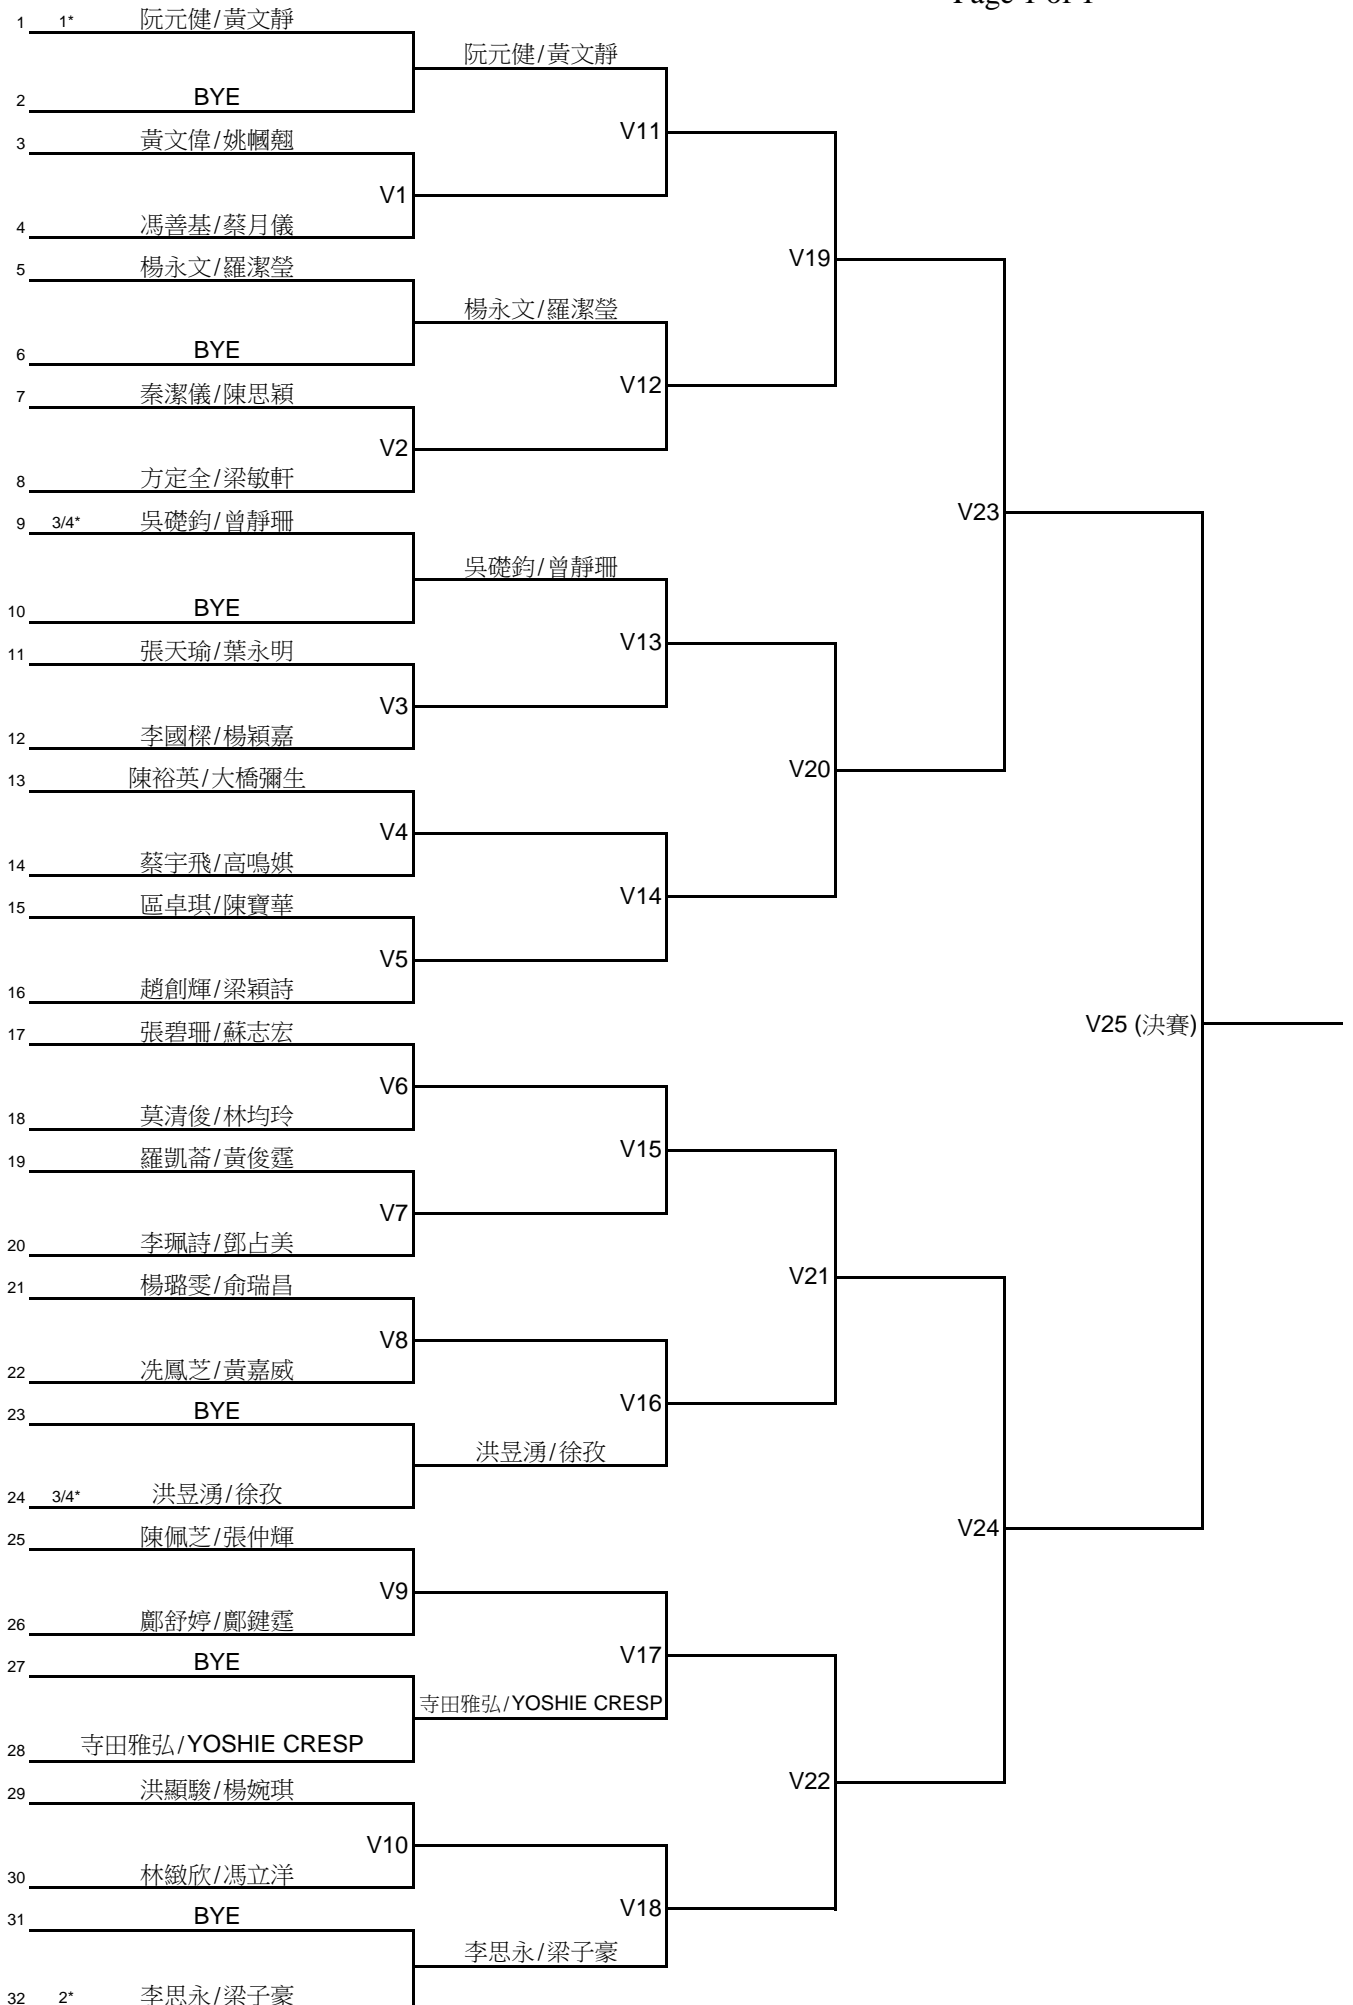 Page 1 of 1
1 1* 阮元健/黃文靜
阮元健/黃文靜
2 BYE
V11
3 黃文偉/姚幗翹
V1
4 馮善基/蔡月儀
V19
5 楊永文/羅潔瑩
楊永文/羅潔瑩
6 BYE
V12
7 秦潔儀/陳思穎
V2
8 方定全/梁敏軒
V23
9 3/4* 吳礎鈞/曾靜珊
吳礎鈞/曾靜珊
10 BYE
V13
11 張天瑜/葉永明
V3
12 李國樑/楊穎嘉
V20
13 陳裕英/大橋彌生
V4
14 蔡宇飛/高鳴娸
V14
15 區卓琪/陳寶華
V5
16 趙創輝/梁穎詩
V25 (決賽)
17 張碧珊/蘇志宏
V6
18 莫清俊/林均玲
V15
19 羅凱崙/黃俊霆
V7
20 李珮詩/鄧占美
V21
21 楊璐雯/俞瑞昌
V8
22 冼鳳芝/黃嘉威
V16
23 BYE
洪昱湧/徐孜
24 3/4* 洪昱湧/徐孜
V24
25 陳佩芝/張仲輝
V9
26 鄺舒婷/鄺鍵霆
V17
27 BYE
寺田雅弘/YOSHIE CRESP
28 寺田雅弘/YOSHIE CRESP
V22
29 洪顯駿/楊婉琪
V10
30 林緻欣/馮立洋
V18
31 BYE
李思永/梁子豪
32 2* 李思永/梁子豪